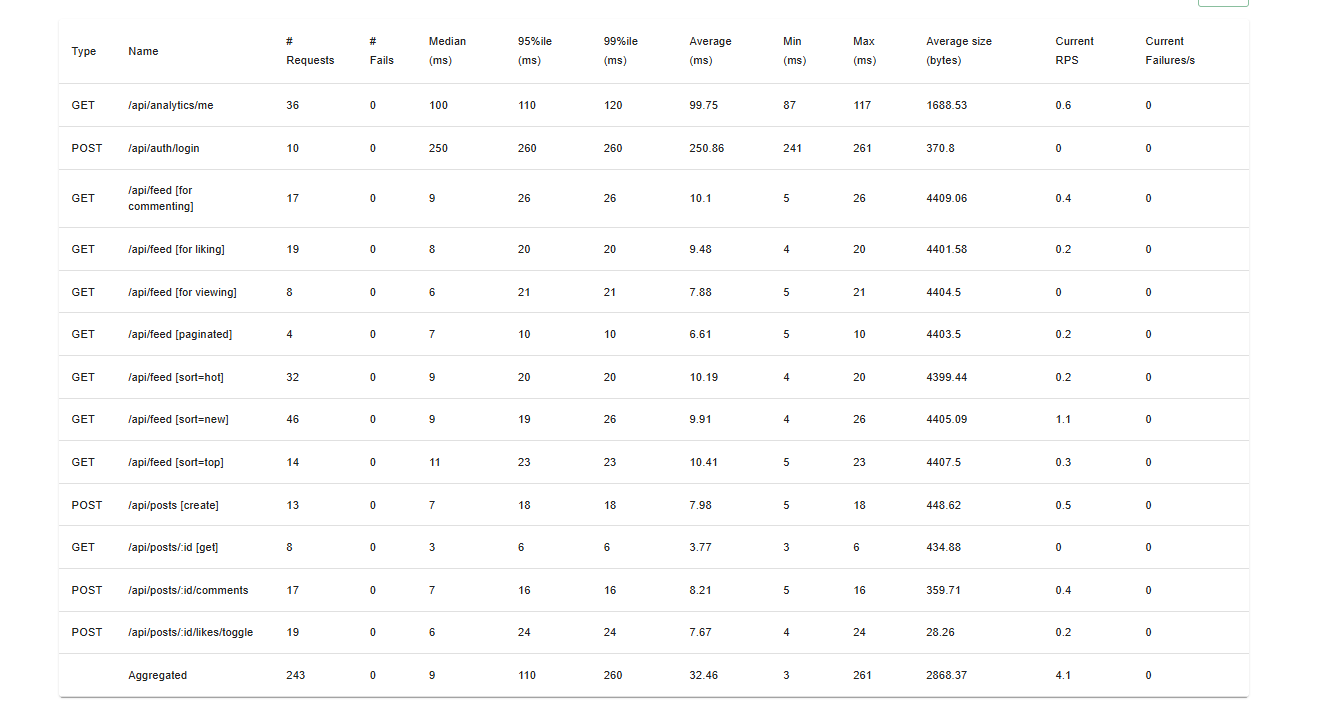 Type Name # Requests # Fails Median (ms) 95%ile (ms) 99%ile (ms) Average (ms) Min (ms) Max (ms) Average size (bytes) Current RPS Current Failures/s
GET /api/analytics/me 36 0 100 110 120 99.75 87 117 1688.53 0.6 0
POST /api/auth/login 10 0 250 260 260 250.86 241 261 370.8 0 0
GET /api/feed [for commenting] 17 0 9 26 26 10.1 5 26 4409.06 0.4 0
GET /api/feed [for liking] 19 0 8 20 20 9.48 4 20 4401.58 0.2 0
GET /api/feed [for viewing] 8 0 6 21 21 7.88 5 21 4404.5 0 0
GET /api/feed [paginated] 4 0 7 10 10 6.61 5 10 4403.5 0.2 0
GET /api/feed [sort=hot] 32 0 9 20 20 10.19 4 20 4399.44 0.2 0
GET /api/feed [sort=new] 46 0 9 19 26 9.91 4 26 4405.09 1.1 0
GET /api/feed [sort=top] 14 0 11 23 23 10.41 5 23 4407.5 0.3 0
POST /api/posts [create] 13 0 7 18 18 7.98 5 18 448.62 0.5 0
GET /api/posts/:id [get] 8 0 3 6 6 3.77 3 6 434.88 0 0
POST /api/posts/:id/comments 17 0 7 16 16 8.21 5 16 359.71 0.4 0
POST /api/posts/:id/likes/toggle 19 0 6 24 24 7.67 4 24 28.26 0.2 0
Aggregated 243 0 9 110 260 32.46 3 261 2868.37 4.1 0